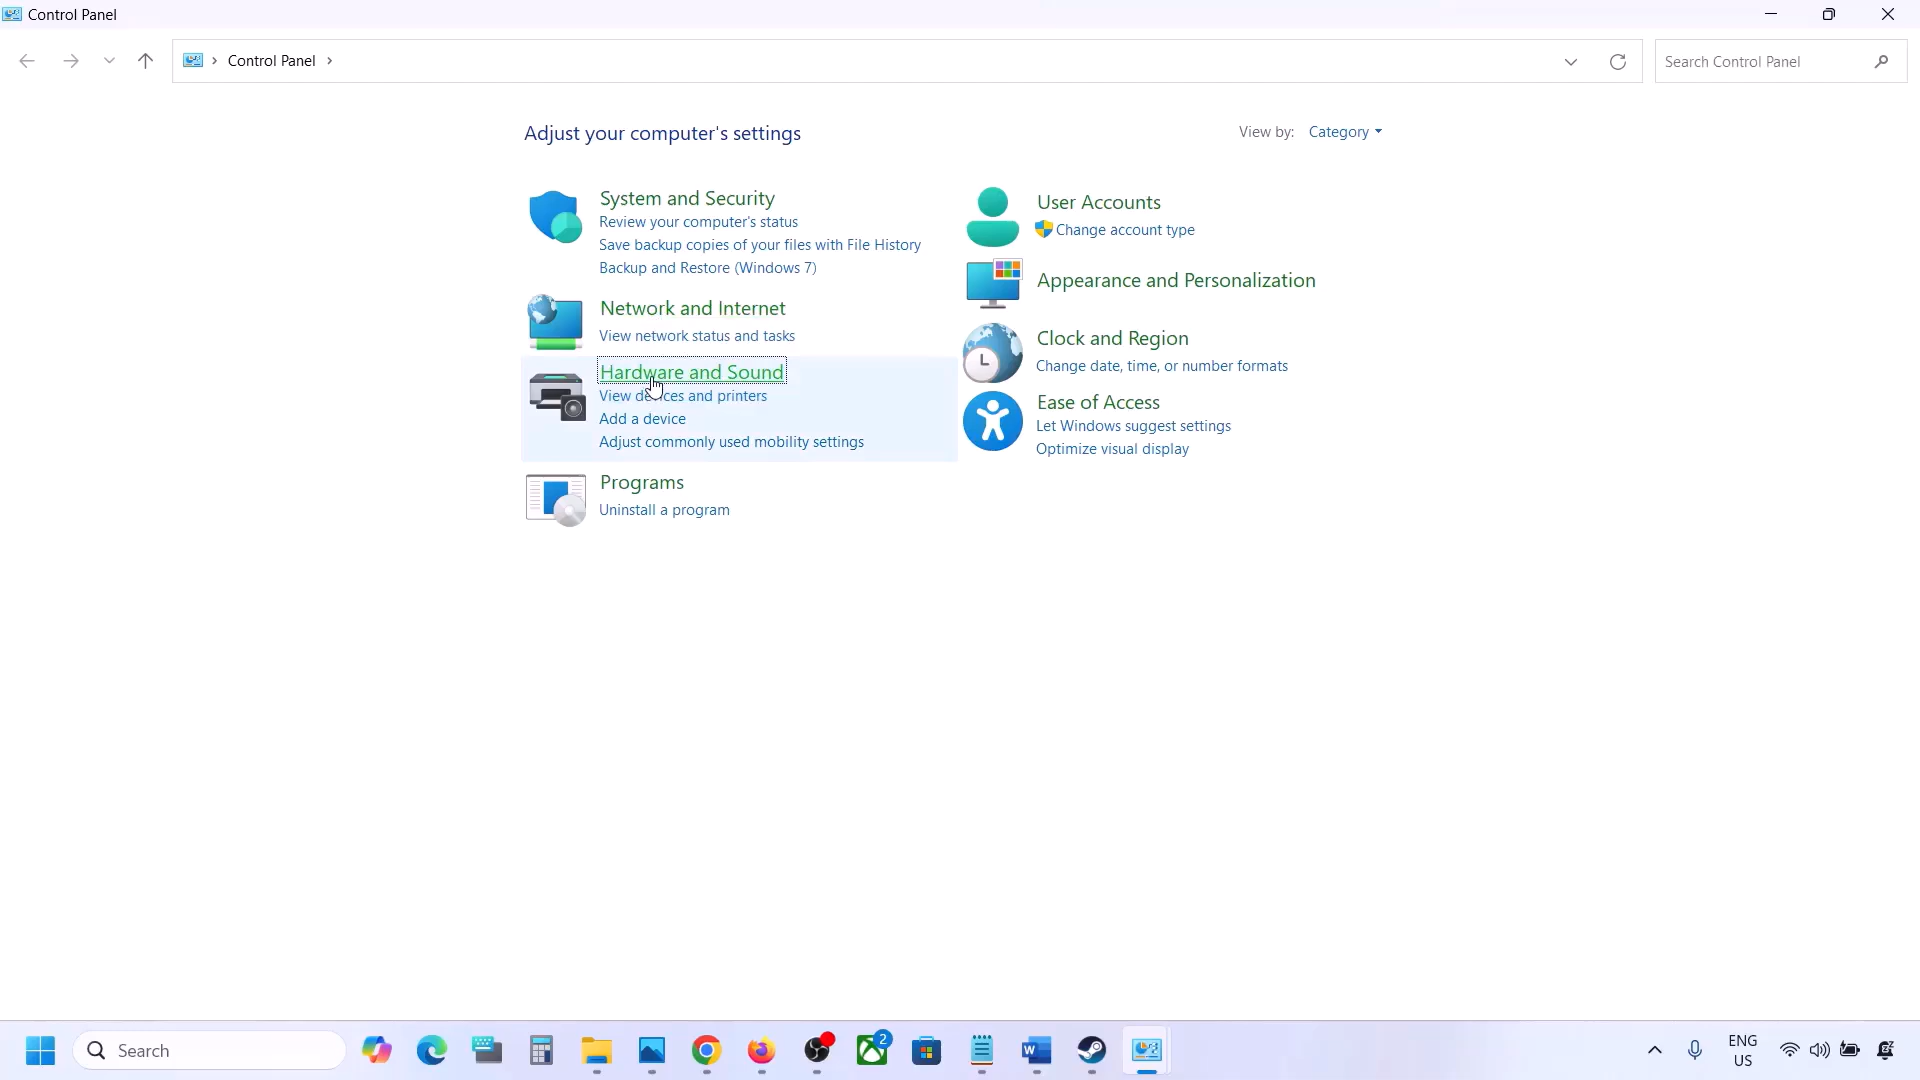 Control Panel
Control Panel
Search Control Panel
Adjust your computer's settings
View by: Category
System and Security
Review your computer's status
Save backup copies of your files with File History
Backup and Restore (Windows 7)
Network and Internet
View network status and tasks
Hardware and Sound
View devices and printers
Add a device
Adjust commonly used mobility settings
Programs
Uninstall a program
User Accounts
Change account type
Appearance and Personalization
Clock and Region
Change date, time, or number formats
Ease of Access
Let Windows suggest settings
Optimize visual display
Search
2
ENG
US